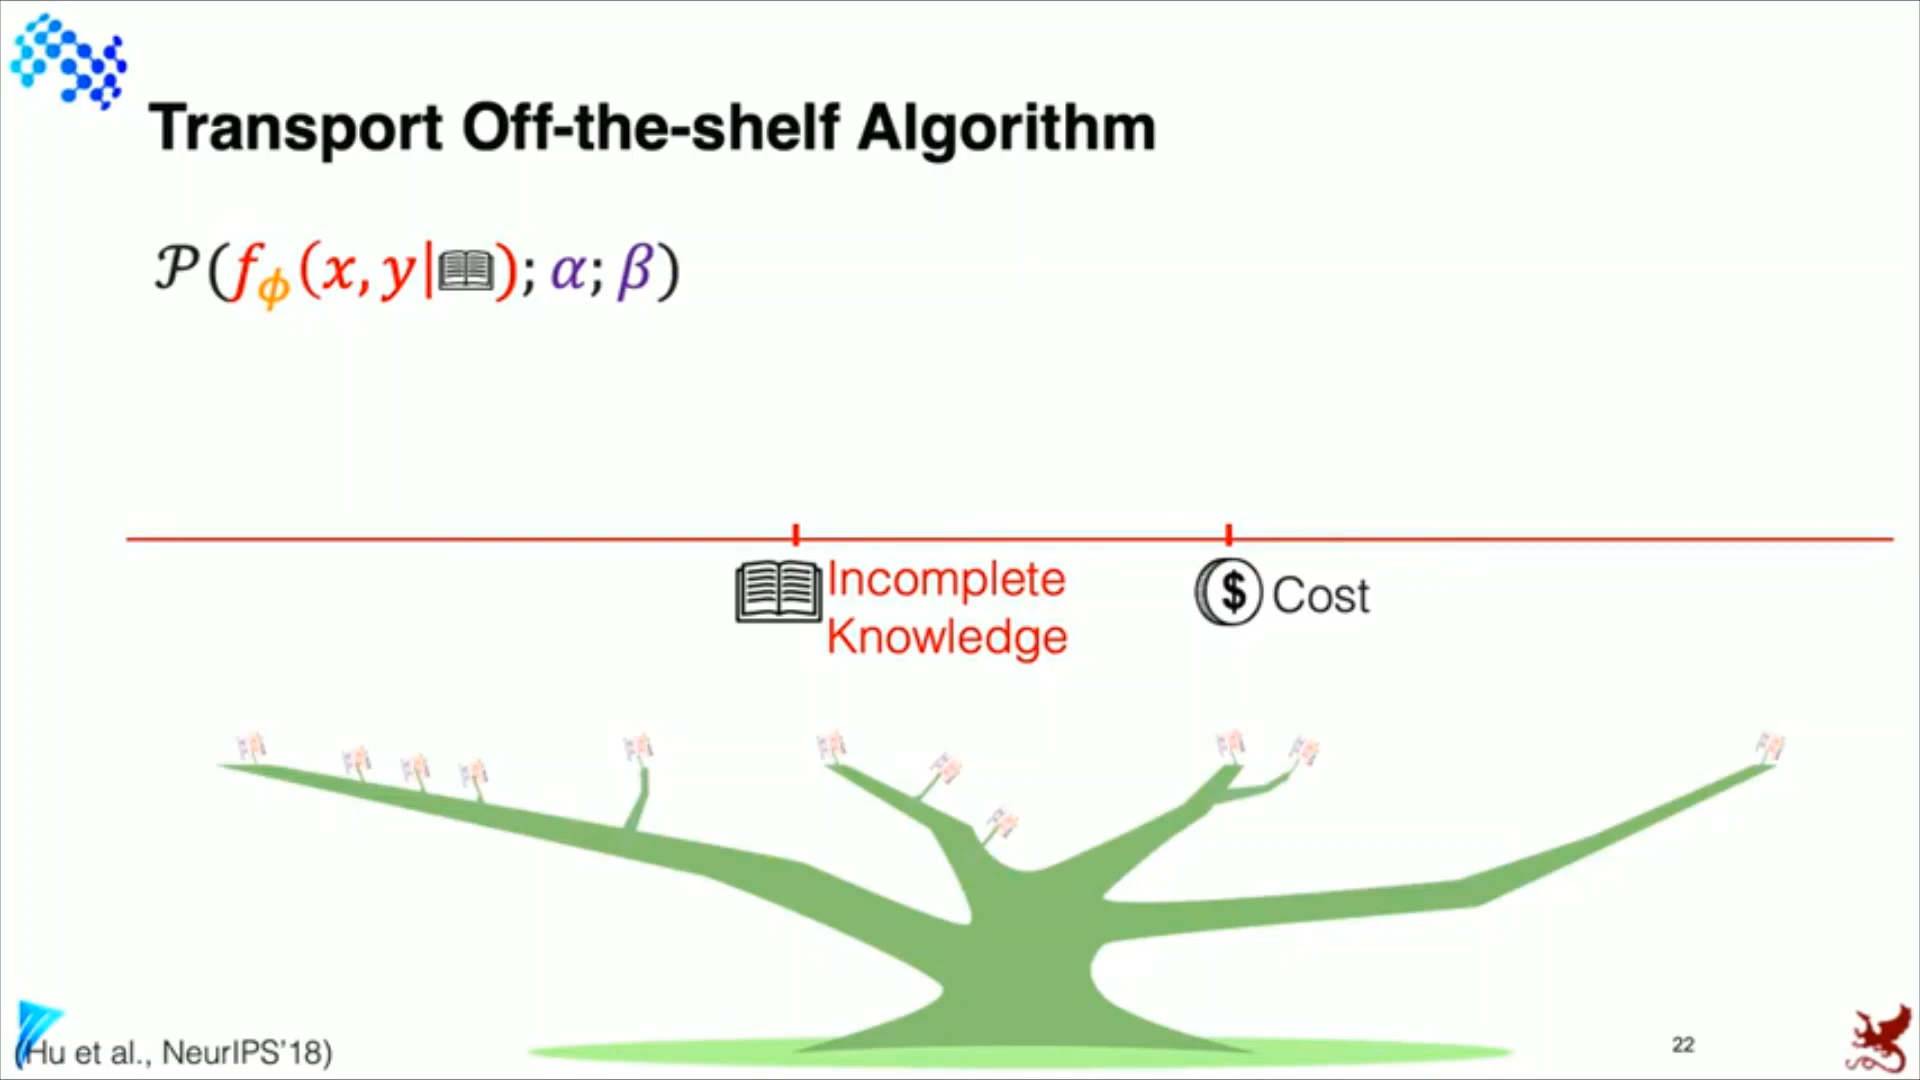 Transport Off-the-shelf Algorithm
𝒫(f_ϕ(x, y|📖); α; β)
Incomplete
Knowledge
$ Cost
(Hu et al., NeurIPS'18)
22